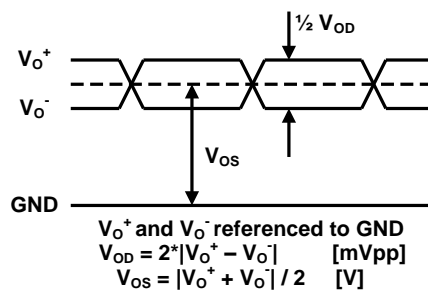 ½ V_OD
V_O⁺
V_O⁻
V_OS
GND
V_O⁺ and V_O⁻ referenced to GND
V_OD = 2*|V_O⁺ – V_O⁻| [mVpp]
V_OS = |V_O⁺ + V_O⁻| / 2 [V]